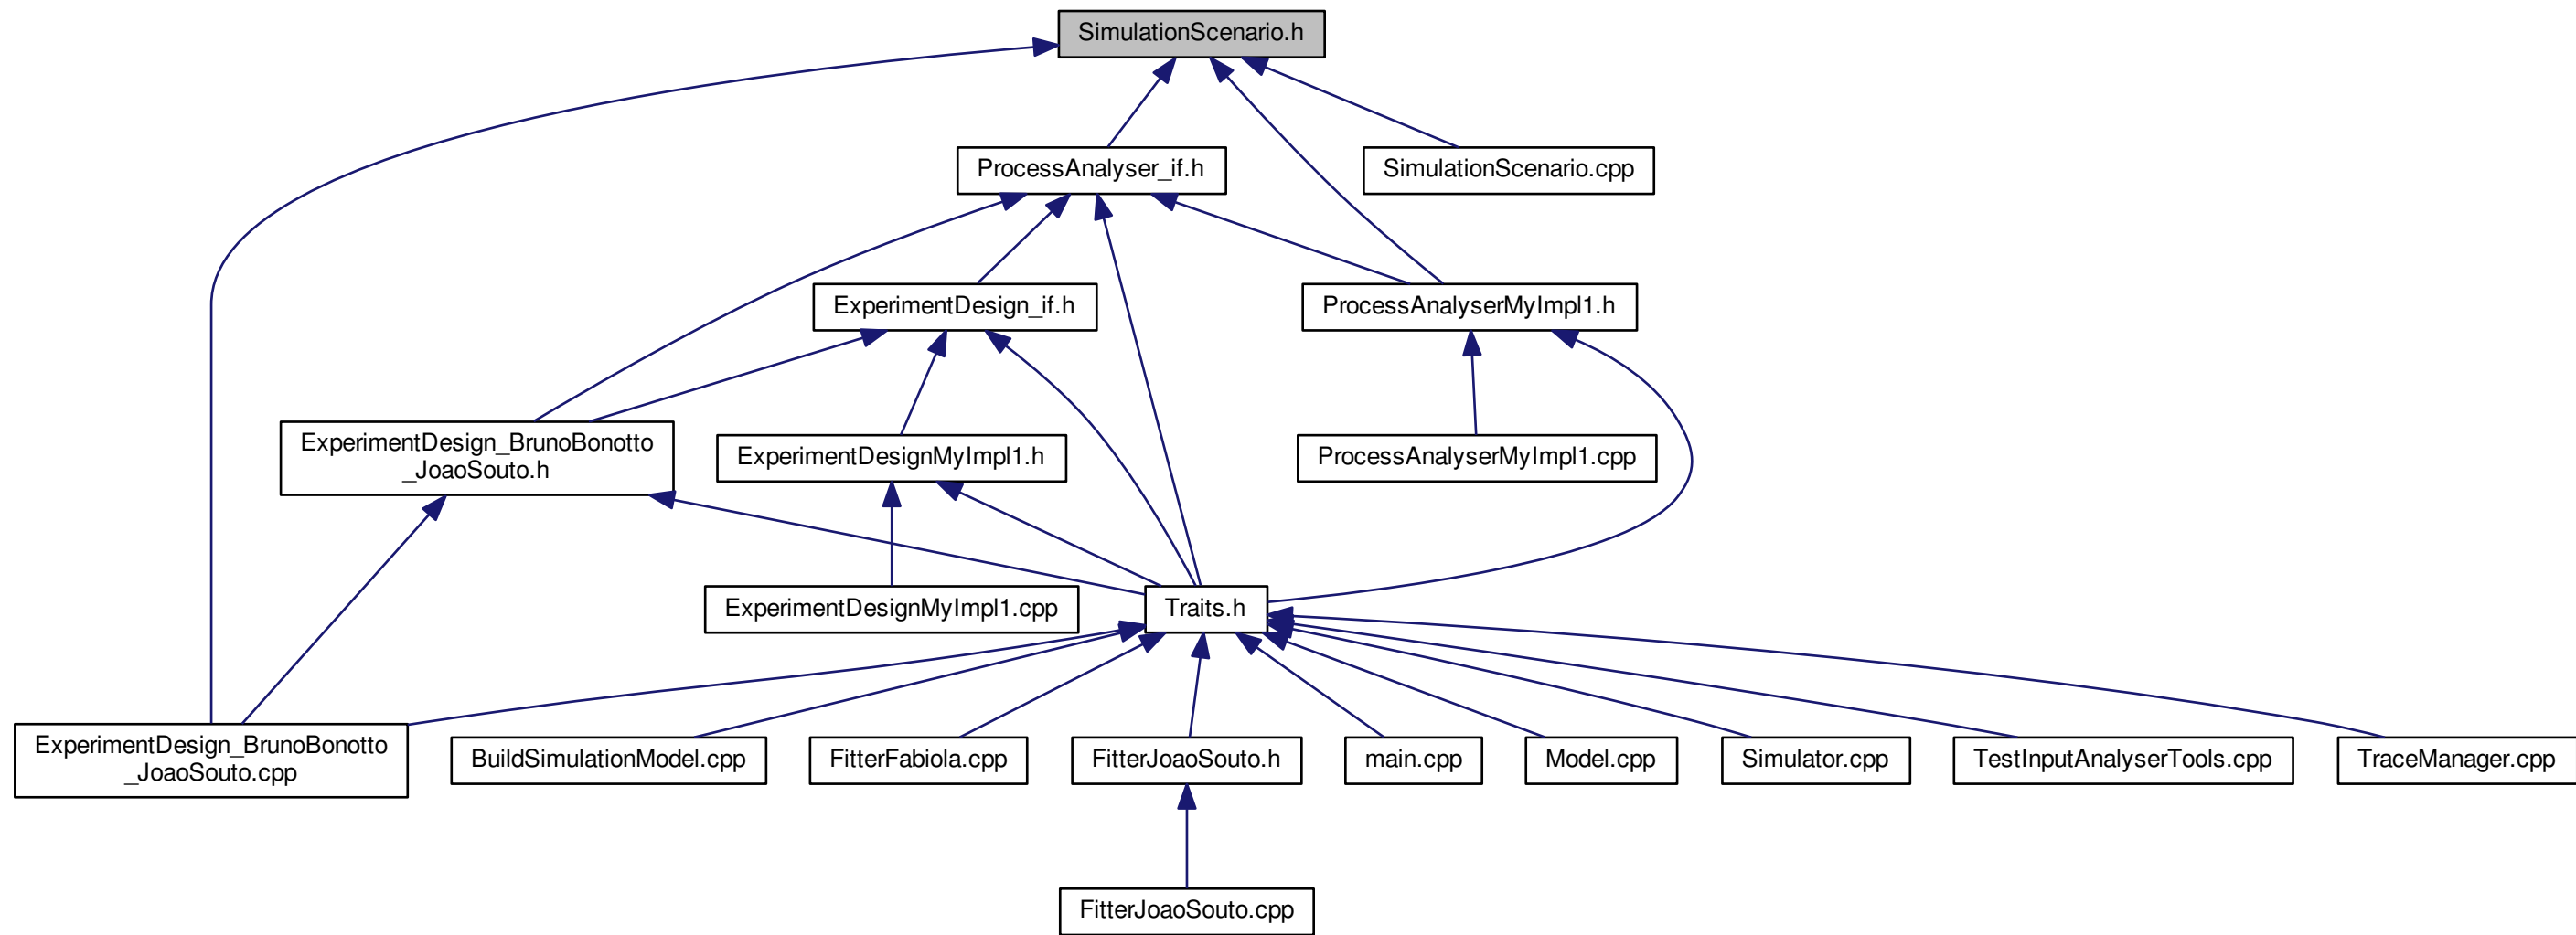 SimulationScenario.h
ProcessAnalyser_if.h
SimulationScenario.cpp
ExperimentDesign_if.h
ProcessAnalyserMyImpl1.h
ExperimentDesign_BrunoBonotto
_JoaoSouto.h
ExperimentDesignMyImpl1.h
ProcessAnalyserMyImpl1.cpp
ExperimentDesignMyImpl1.cpp
Traits.h
ExperimentDesign_BrunoBonotto
_JoaoSouto.cpp
BuildSimulationModel.cpp
FitterFabiola.cpp
FitterJoaoSouto.h
main.cpp
Model.cpp
Simulator.cpp
TestInputAnalyserTools.cpp
TraceManager.cpp
FitterJoaoSouto.cpp